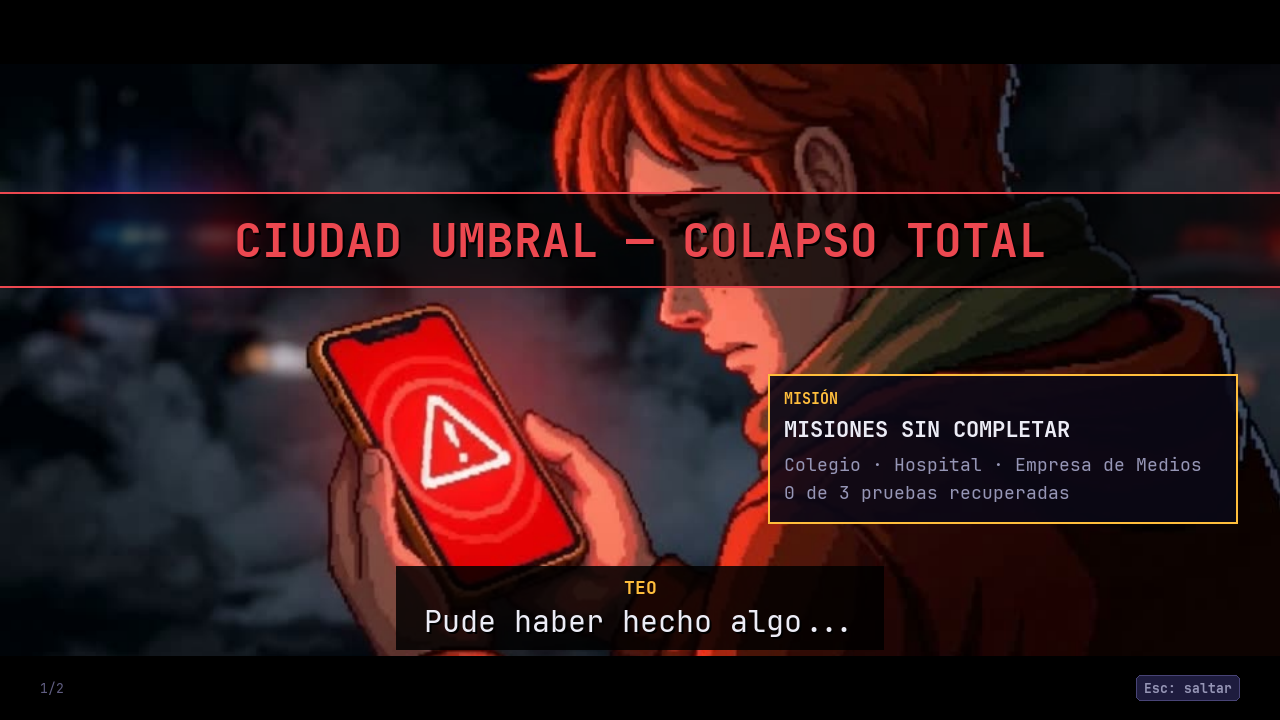 CIUDAD UMBRAL — COLAPSO TOTAL
MISIÓN
MISIONES SIN COMPLETAR
Colegio · Hospital · Empresa de Medios
0 de 3 pruebas recuperadas
TEO
Pude haber hecho algo...
1/2
Esc: saltar